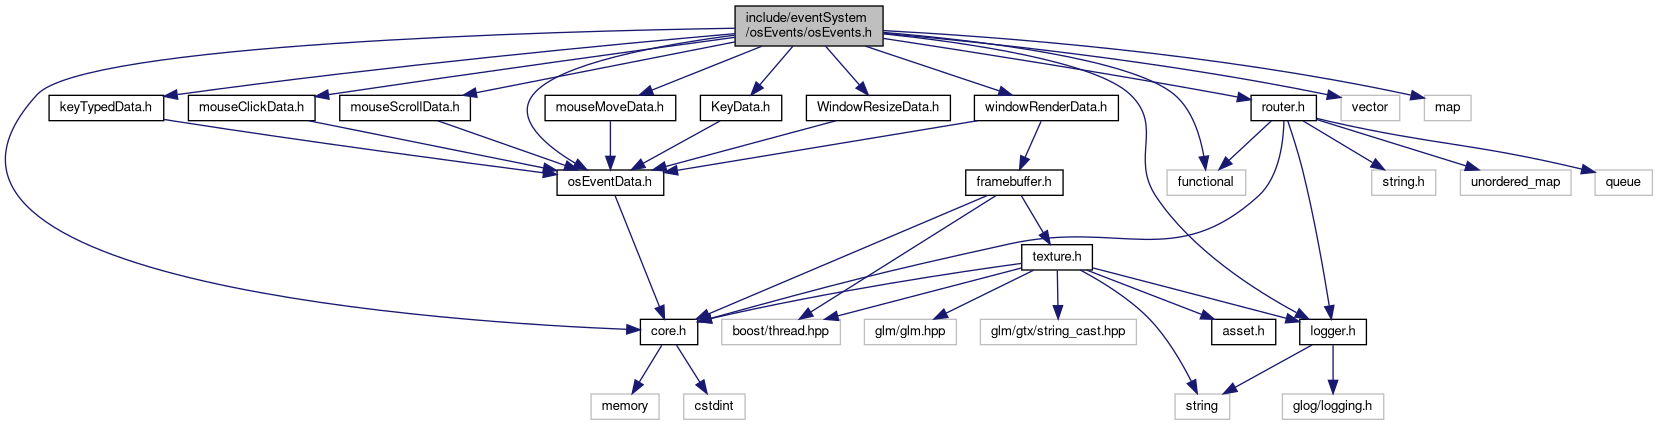 include/eventSystem
/osEvents/osEvents.h
keyTypedData.h
mouseClickData.h
mouseScrollData.h
mouseMoveData.h
KeyData.h
WindowResizeData.h
windowRenderData.h
router.h
vector
map
osEventData.h
framebuffer.h
functional
string.h
unordered_map
queue
texture.h
core.h
boost/thread.hpp
glm/glm.hpp
glm/gtx/string_cast.hpp
asset.h
logger.h
memory
cstdint
string
glog/logging.h